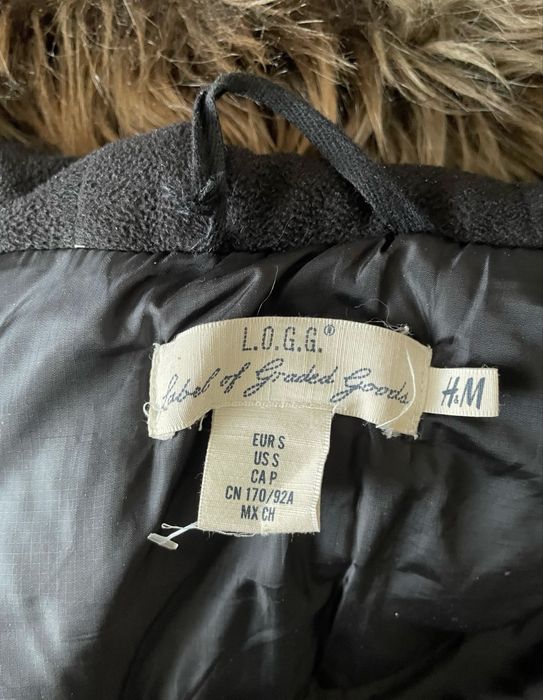 L.O.G.G.®
Label of Graded Goods
H&M
EUR S
US S
CA P
CN 170/92A
MX CH